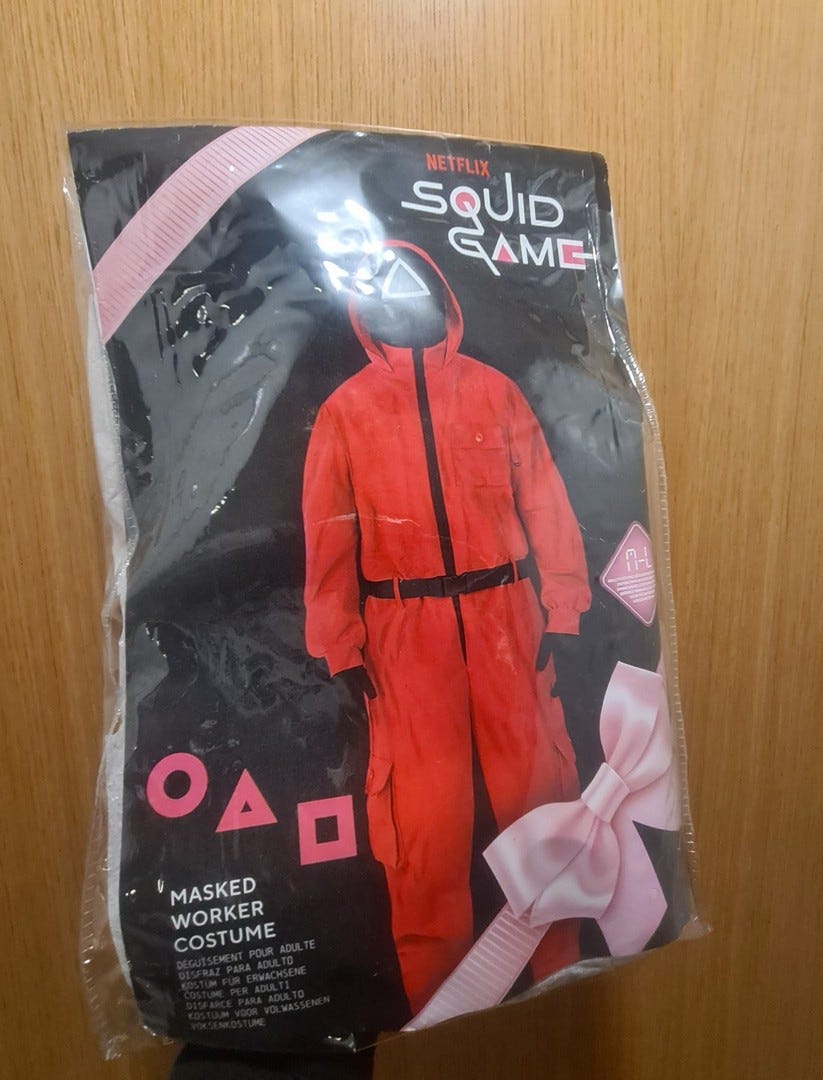 NETFLIX
SQUID
GAME
M-L
MASKED
WORKER
COSTUME
DÉGUISEMENT POUR ADULTE
DISFRAZ PARA ADULTO
KOSTÜM FÜR ERWACHSENE
COSTUME PER ADULTI
DISFARCE PARA ADULTO
KOSTUUM VOOR VOLWASSENEN
VOKSENKOSTUME